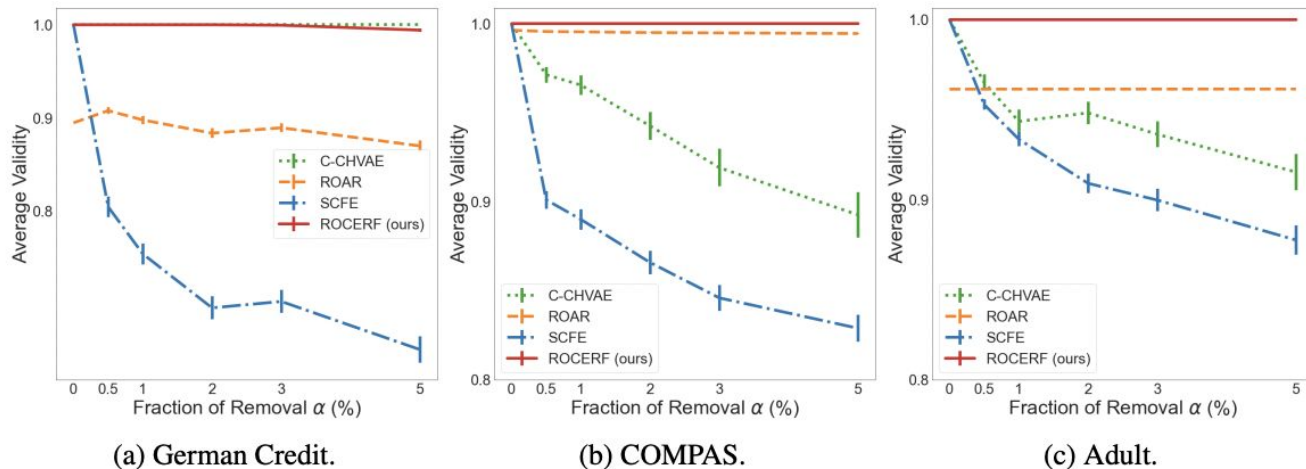 1.0
0.9
0.8
Average Validity
C-CHVAE
ROAR
SCFE
ROCERF (ours)
0 0.5 1 2 3 5
Fraction of Removal α (%)
(a) German Credit.
1.0
0.9
0.8
Average Validity
C-CHVAE
ROAR
SCFE
ROCERF (ours)
0 0.5 1 2 3 5
Fraction of Removal α (%)
(b) COMPAS.
1.0
0.9
0.8
Average Validity
C-CHVAE
ROAR
SCFE
ROCERF (ours)
0 0.5 1 2 3 5
Fraction of Removal α (%)
(c) Adult.